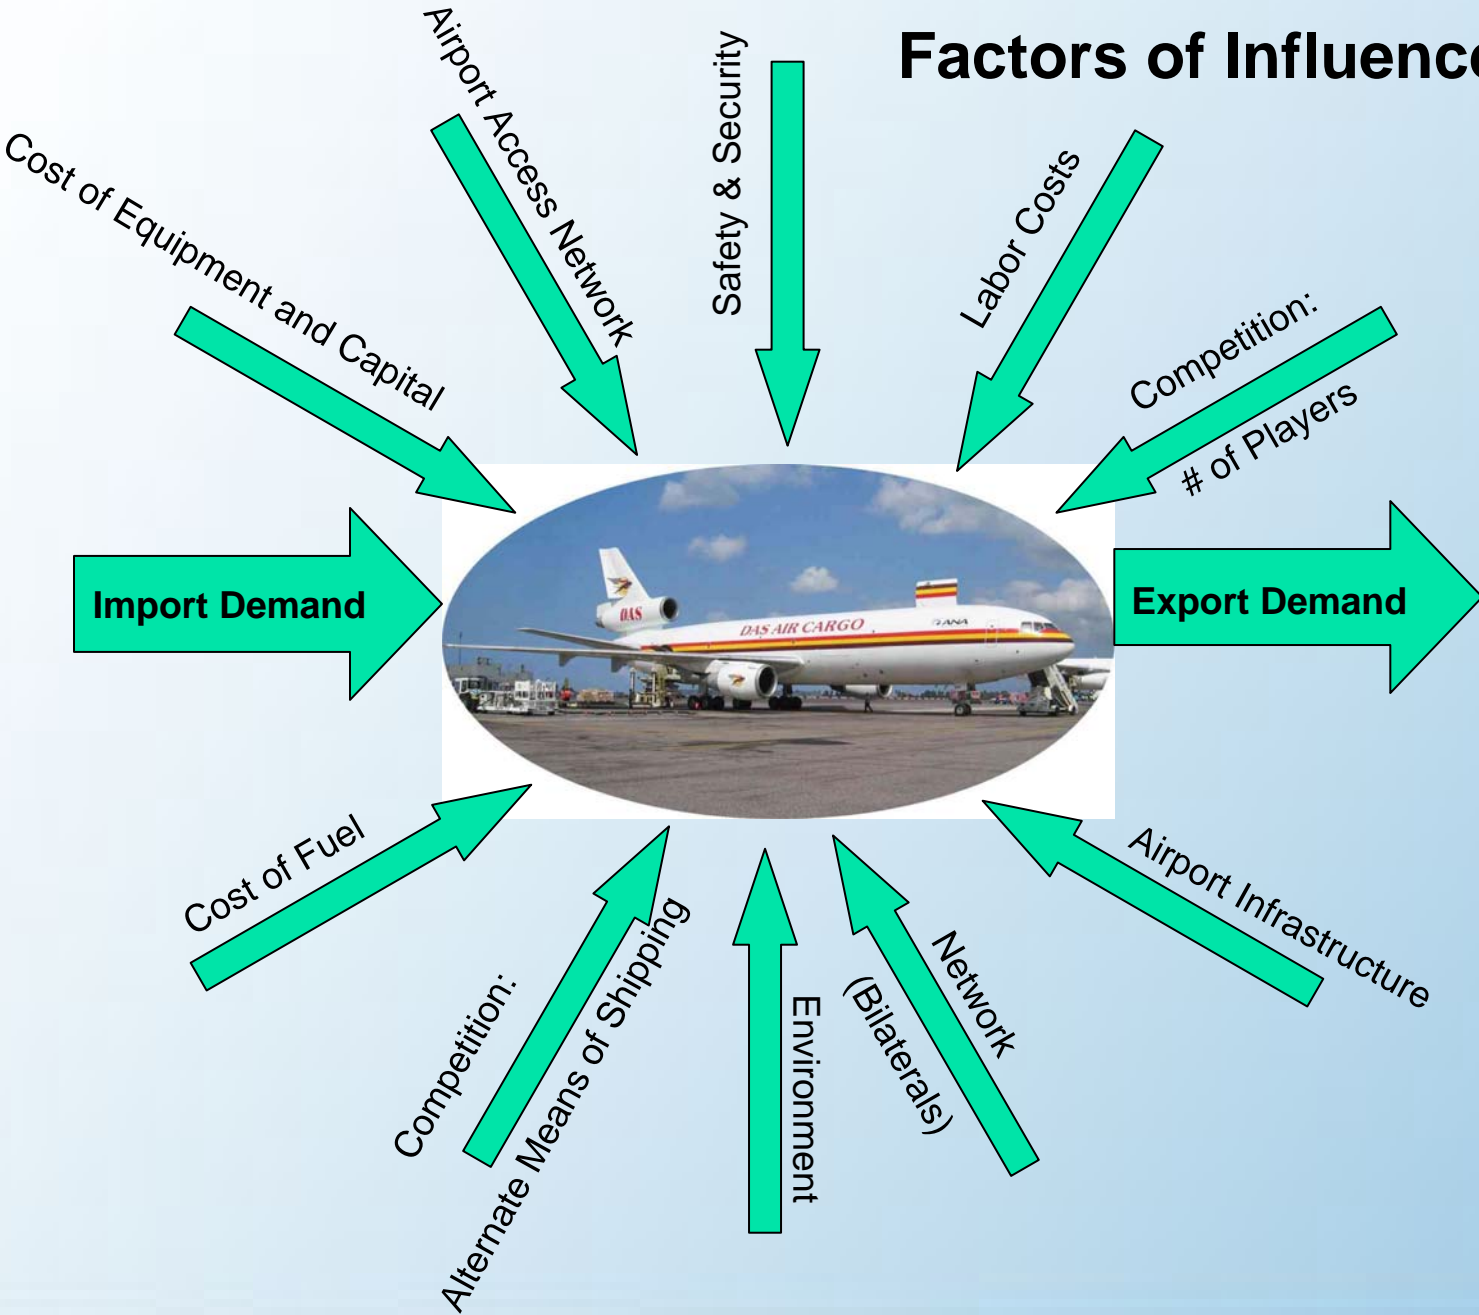 Factors of Influence
Airport Access Network
Safety & Security
Cost of Equipment and Capital
Labor Costs
Competition:
# of Players
Import Demand
DAS
DAS AIR CARGO
ANA
Export Demand
Cost of Fuel
Competition:
Alternate Means of Shipping
Environment
Network
(Bilaterals)
Airport Infrastructure